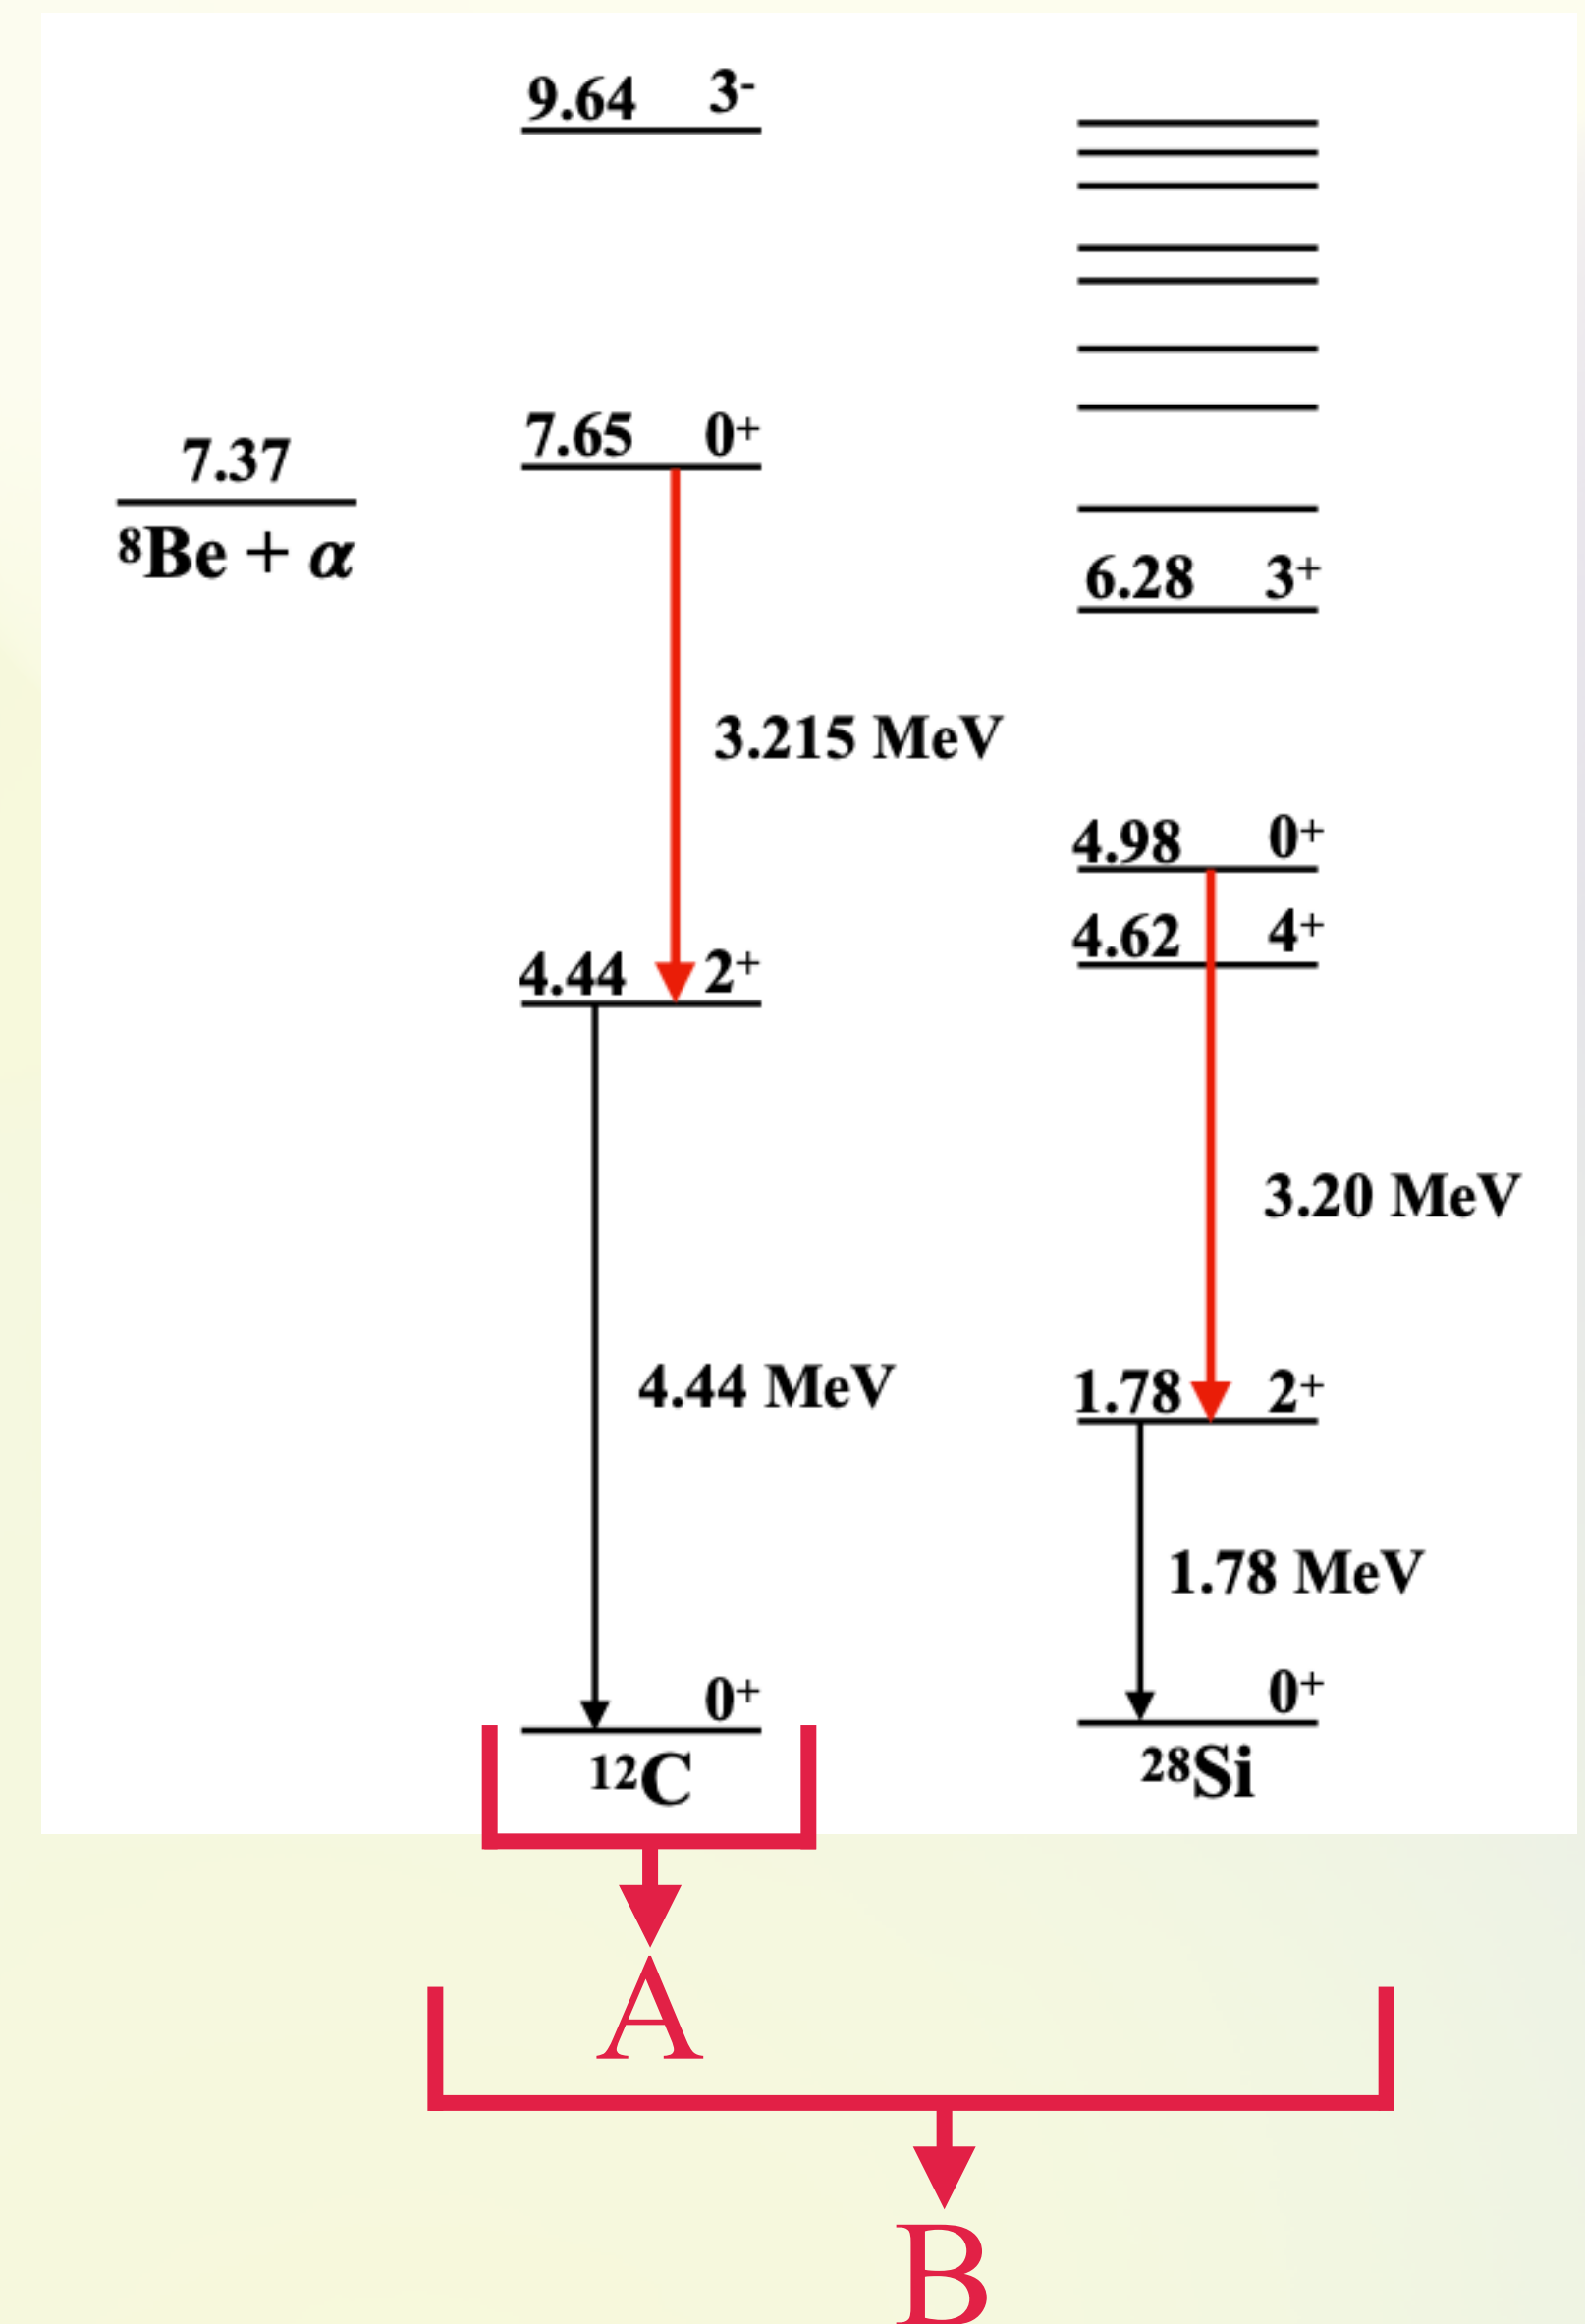 9.64 3⁻
7.65 0⁺
7.37
⁸Be + α
6.28 3⁺
3.215 MeV
4.98 0⁺
4.62 4⁺
4.44 2⁺
3.20 MeV
4.44 MeV
1.78 2⁺
1.78 MeV
0⁺
0⁺
¹²C
²⁸Si
A
B